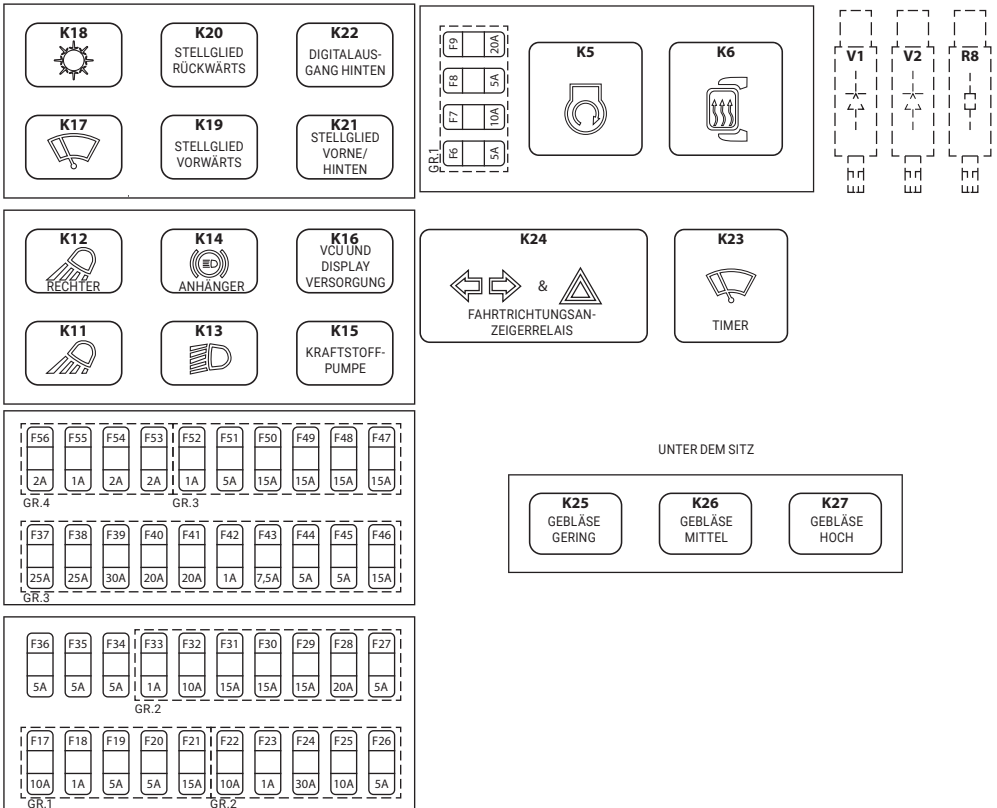 K18
K20
STELLGLIED
RÜCKWÄRTS
K22
DIGITALAUS-
GANG HINTEN
K17
K19
STELLGLIED
VORWÄRTS
K21
STELLGLIED
VORNE/
HINTEN
F9 20A
F8 5A
F7 10A
F6 5A
GR.1
K5
K6
V1
V2
R8
K12
RECHTER
K14
ANHÄNGER
K16
VCU UND
DISPLAY
VERSORGUNG
K11
K13
K15
KRAFTSTOFF-
PUMPE
K24
&
FAHRTRICHTUNGSAN-
ZEIGERRELAIS
K23
TIMER
F56 F55 F54 F53 F52 F51 F50 F49 F48 F47
2A 1A 2A 2A 1A 5A 15A 15A 15A 15A
GR.4 GR.3
F37 F38 F39 F40 F41 F42 F43 F44 F45 F46
25A 25A 30A 20A 20A 1A 7,5A 5A 5A 15A
GR.3
UNTER DEM SITZ
K25
GEBLÄSE
GERING
K26
GEBLÄSE
MITTEL
K27
GEBLÄSE
HOCH
F36 F35 F34 F33 F32 F31 F30 F29 F28 F27
5A 5A 5A 1A 10A 15A 15A 15A 20A 5A
GR.2
F17 F18 F19 F20 F21 F22 F23 F24 F25 F26
10A 1A 5A 5A 15A 10A 1A 30A 10A 5A
GR.1 GR.2